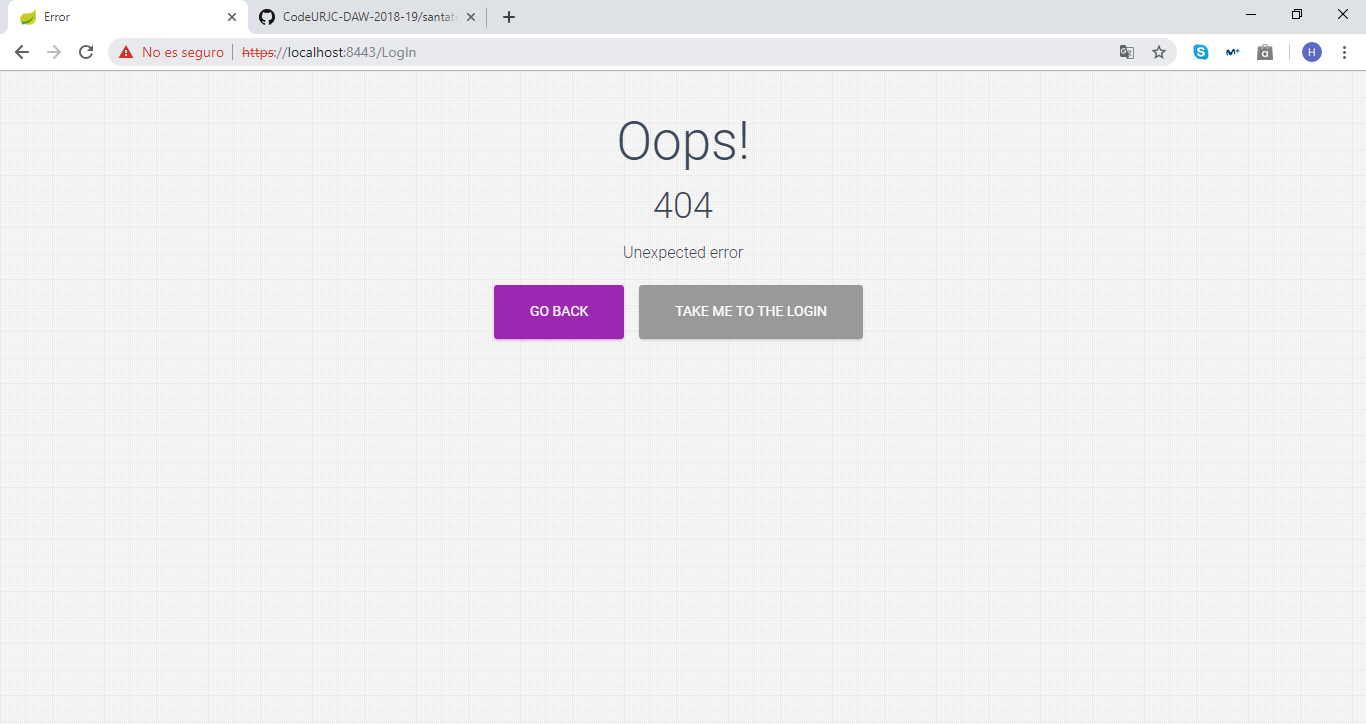 Error
CodeURJC-DAW-2018-19/santat
No es seguro
https://localhost:8443/LogIn
H
Oops!
404
Unexpected error
GO BACK
TAKE ME TO THE LOGIN